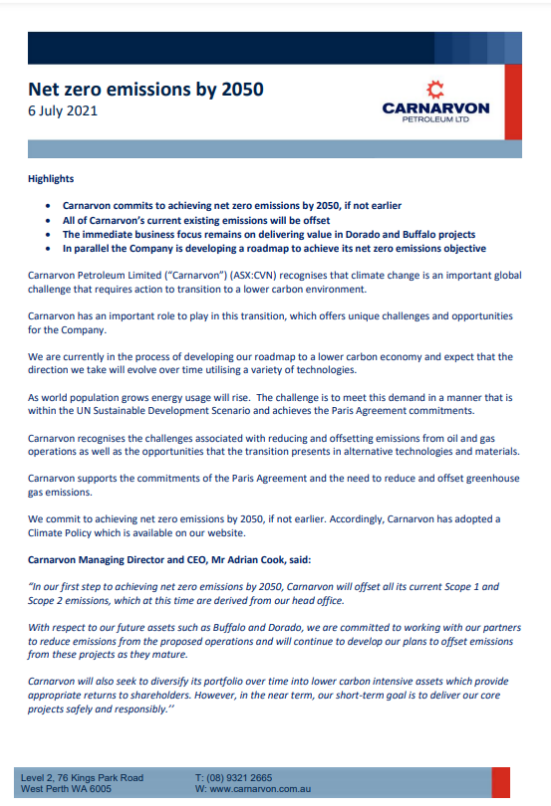 Net zero emissions by 2050
6 July 2021
CARNARVON
PETROLEUM LTD
Highlights
• Carnarvon commits to achieving net zero emissions by 2050, if not earlier
• All of Carnarvon's current existing emissions will be offset
• The immediate business focus remains on delivering value in Dorado and Buffalo projects
• In parallel the Company is developing a roadmap to achieve its net zero emissions objective
Carnarvon Petroleum Limited ("Carnarvon") (ASX:CVN) recognises that climate change is an important global
challenge that requires action to transition to a lower carbon environment.
Carnarvon has an important role to play in this transition, which offers unique challenges and opportunities
for the Company.
We are currently in the process of developing our roadmap to a lower carbon economy and expect that the
direction we take will evolve over time utilising a variety of technologies.
As world population grows energy usage will rise.  The challenge is to meet this demand in a manner that is
within the UN Sustainable Development Scenario and achieves the Paris Agreement commitments.
Carnarvon recognises the challenges associated with reducing and offsetting emissions from oil and gas
operations as well as the opportunities that the transition presents in alternative technologies and materials.
Carnarvon supports the commitments of the Paris Agreement and the need to reduce and offset greenhouse
gas emissions.
We commit to achieving net zero emissions by 2050, if not earlier. Accordingly, Carnarvon has adopted a
Climate Policy which is available on our website.
Carnarvon Managing Director and CEO, Mr Adrian Cook, said:
"In our first step to achieving net zero emissions by 2050, Carnarvon will offset all its current Scope 1 and
Scope 2 emissions, which at this time are derived from our head office.
With respect to our future assets such as Buffalo and Dorado, we are committed to working with our partners
to reduce emissions from the proposed operations and will continue to develop our plans to offset emissions
from these projects as they mature.
Carnarvon will also seek to diversify its portfolio over time into lower carbon intensive assets which provide
appropriate returns to shareholders. However, in the near term, our short-term goal is to deliver our core
projects safely and responsibly.''
Level 2, 76 Kings Park Road
West Perth WA 6005
T: (08) 9321 2665
W: www.carnarvon.com.au